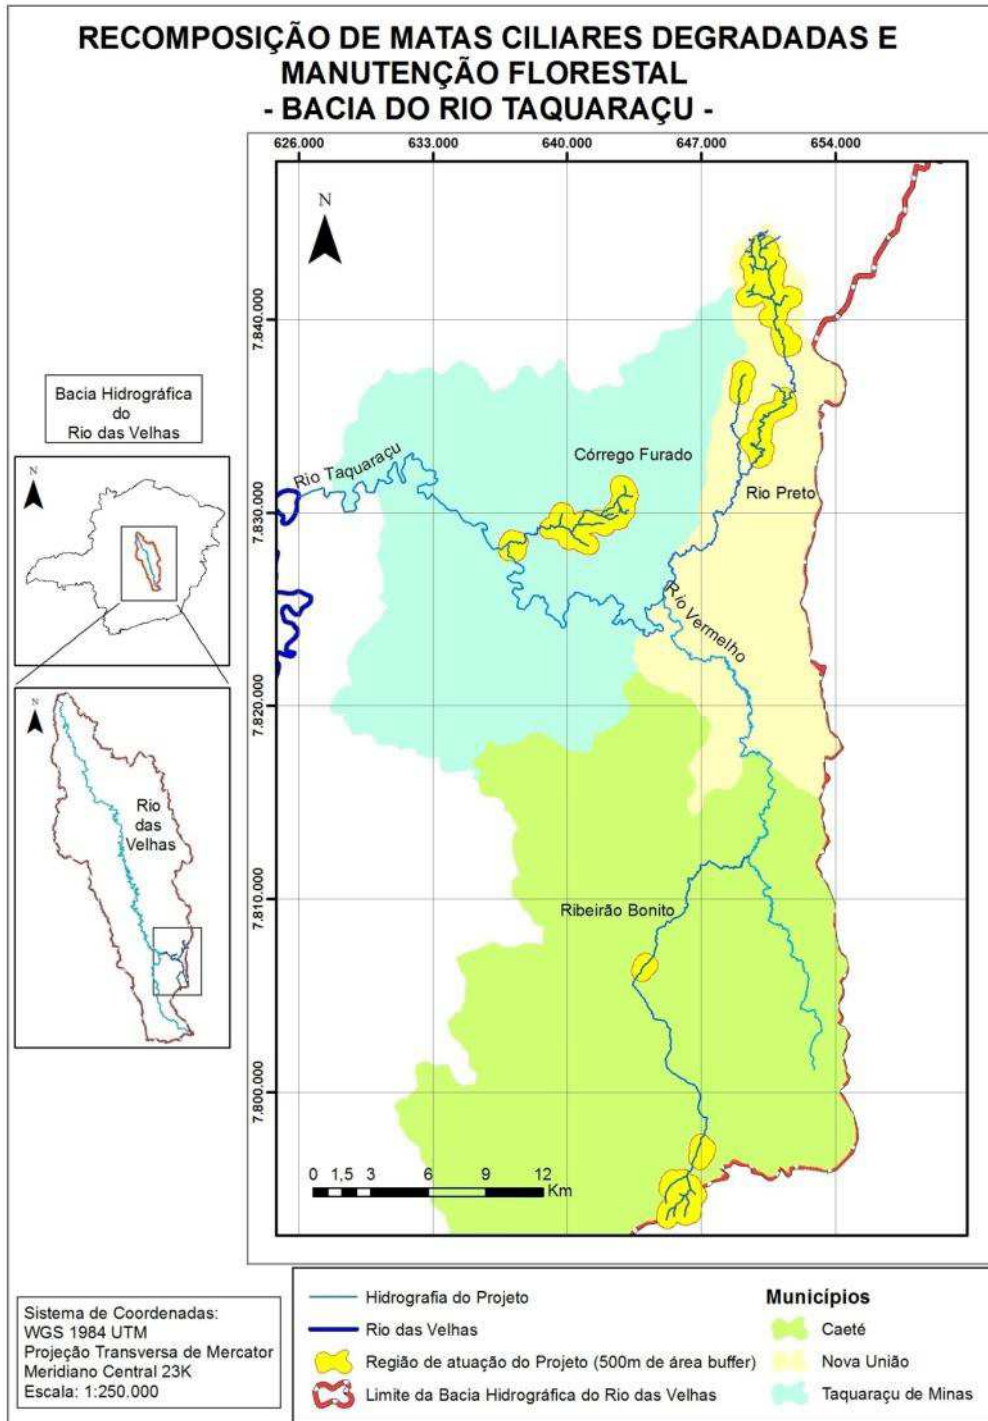 RECOMPOSIÇÃO DE MATAS CILIARES DEGRADADAS E
MANUTENÇÃO FLORESTAL
- BACIA DO RIO TAQUARAÇU -
626.000
633.000
640.000
647.000
654.000
N
7.840.000
7.830.000
7.820.000
7.810.000
7.800.000
Bacia Hidrográfica
do
Rio das Velhas
N
N
Rio
das
Velhas
Rio Taquaraçu
Córrego Furado
Rio Preto
Rio Vermelho
Ribeirão Bonito
0 1,5 3 6 9 12
Km
Sistema de Coordenadas:
WGS 1984 UTM
Projeção Transversa de Mercator
Meridiano Central 23K
Escala: 1:250.000
Hidrografia do Projeto
Rio das Velhas
Região de atuação do Projeto (500m de área buffer)
Limite da Bacia Hidrográfica do Rio das Velhas
Municípios
Caeté
Nova União
Taquaraçu de Minas